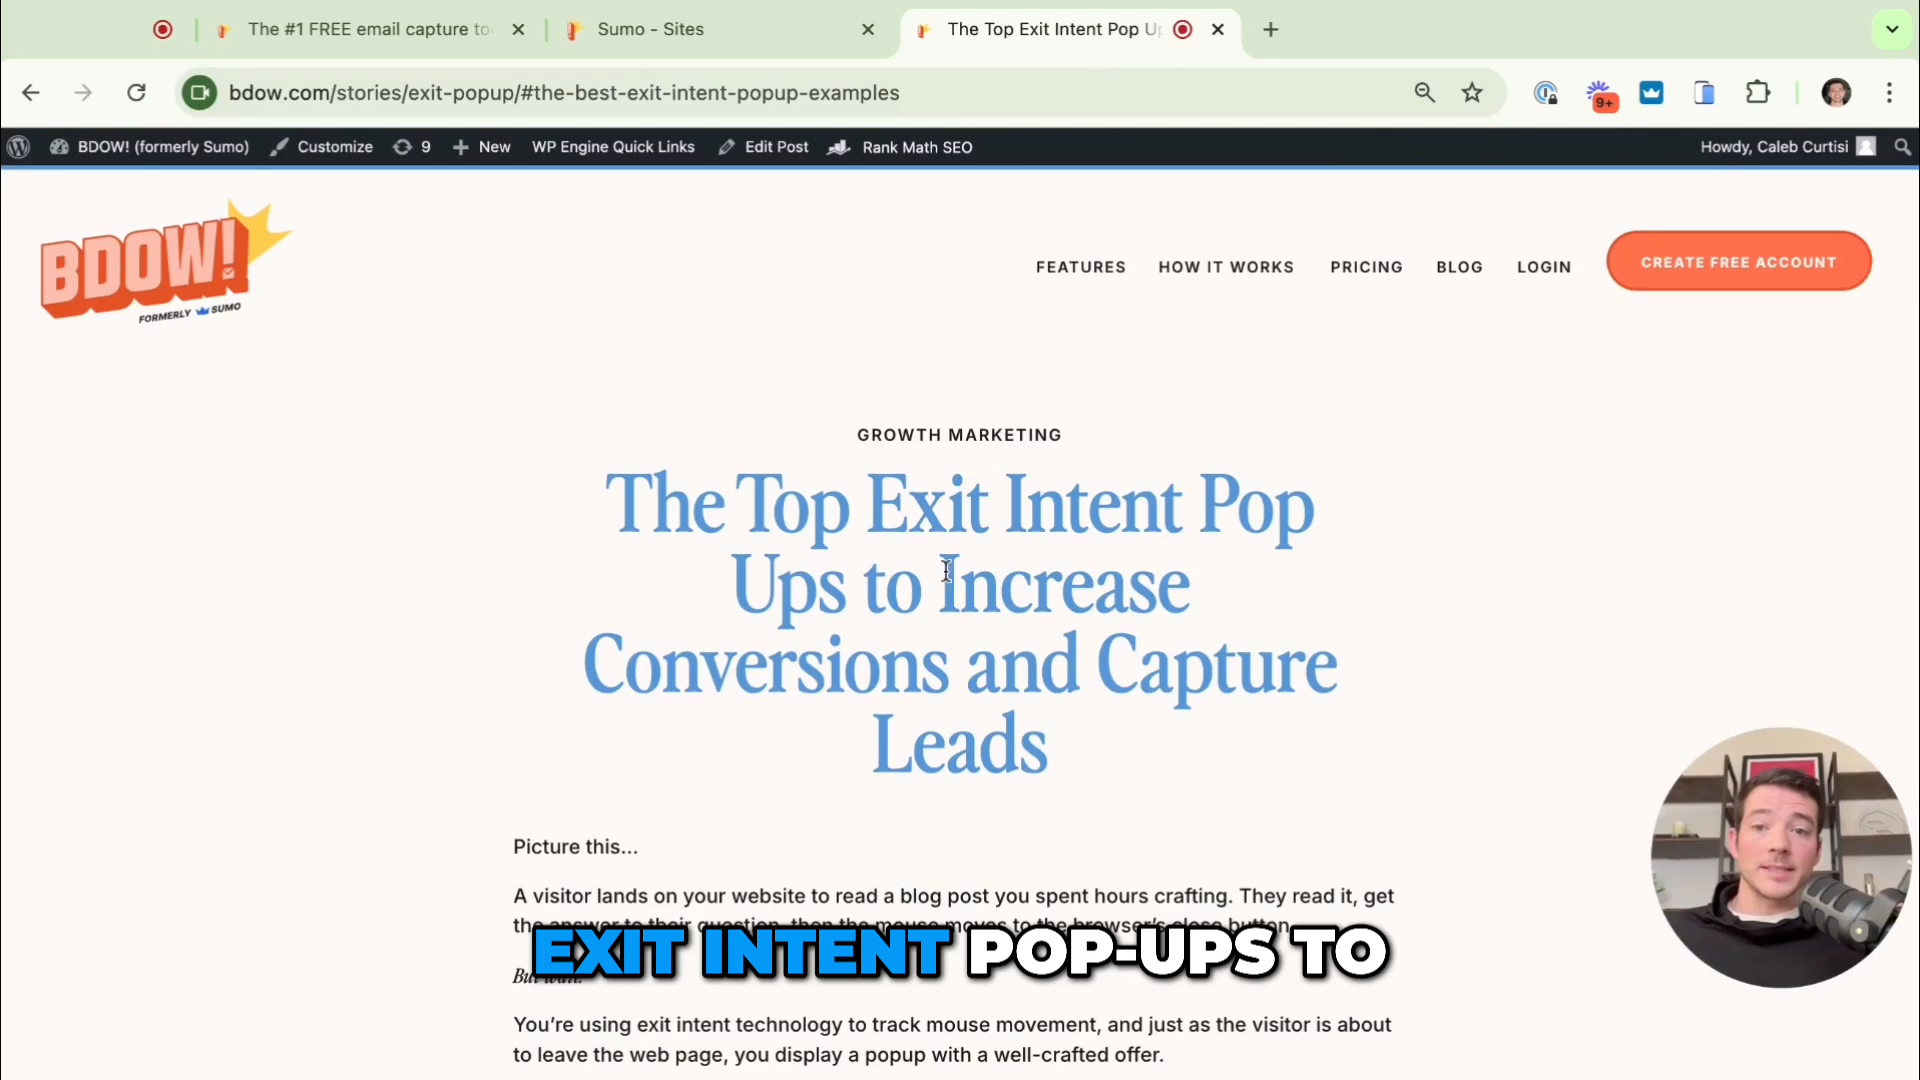 The #1 FREE email capture to
Sumo - Sites
The Top Exit Intent Pop U
bdow.com/stories/exit-popup/#the-best-exit-intent-popup-examples
9+
BDOW! (formerly Sumo)
Customize
9
New
WP Engine Quick Links
Edit Post
Rank Math SEO
Howdy, Caleb Curtisi
BDOW!
FORMERLY SUMO
FEATURES
HOW IT WORKS
PRICING
BLOG
LOGIN
CREATE FREE ACCOUNT
GROWTH MARKETING
The Top Exit Intent Pop
Ups to Increase
Conversions and Capture
Leads
Picture this...
A visitor lands on your website to read a blog post you spent hours crafting. They read it, get
the answer to their question, then the mouse moves to the browser's close button.
EXIT INTENT POP-UPS TO
But wait!
You're using exit intent technology to track mouse movement, and just as the visitor is about
to leave the web page, you display a popup with a well-crafted offer.